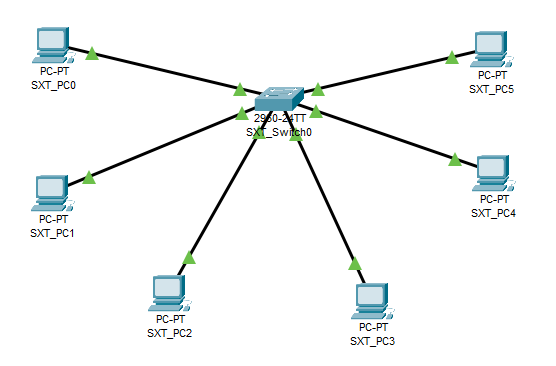 PC-PT
SXT_PC0
PC-PT
SXT_PC5
2960-24TT
SXT_Switch0
PC-PT
SXT_PC1
PC-PT
SXT_PC4
PC-PT
SXT_PC2
PC-PT
SXT_PC3